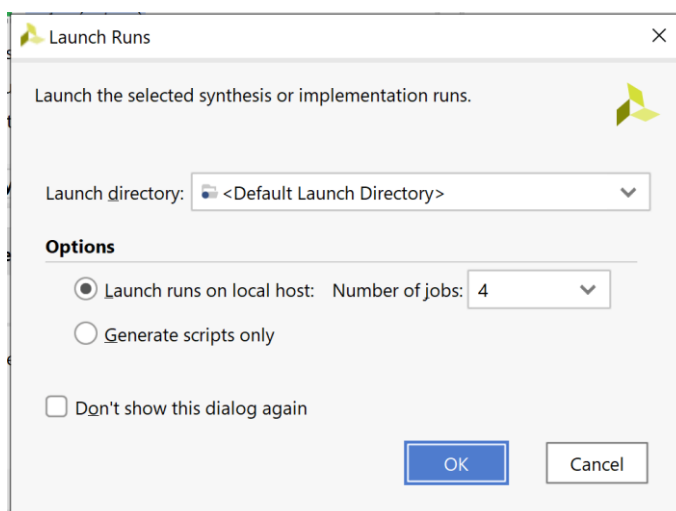 Launch Runs
Launch the selected synthesis or implementation runs.
Launch directory: <Default Launch Directory>
Options
Launch runs on local host: Number of jobs: 4
Generate scripts only
Don't show this dialog again
OK Cancel